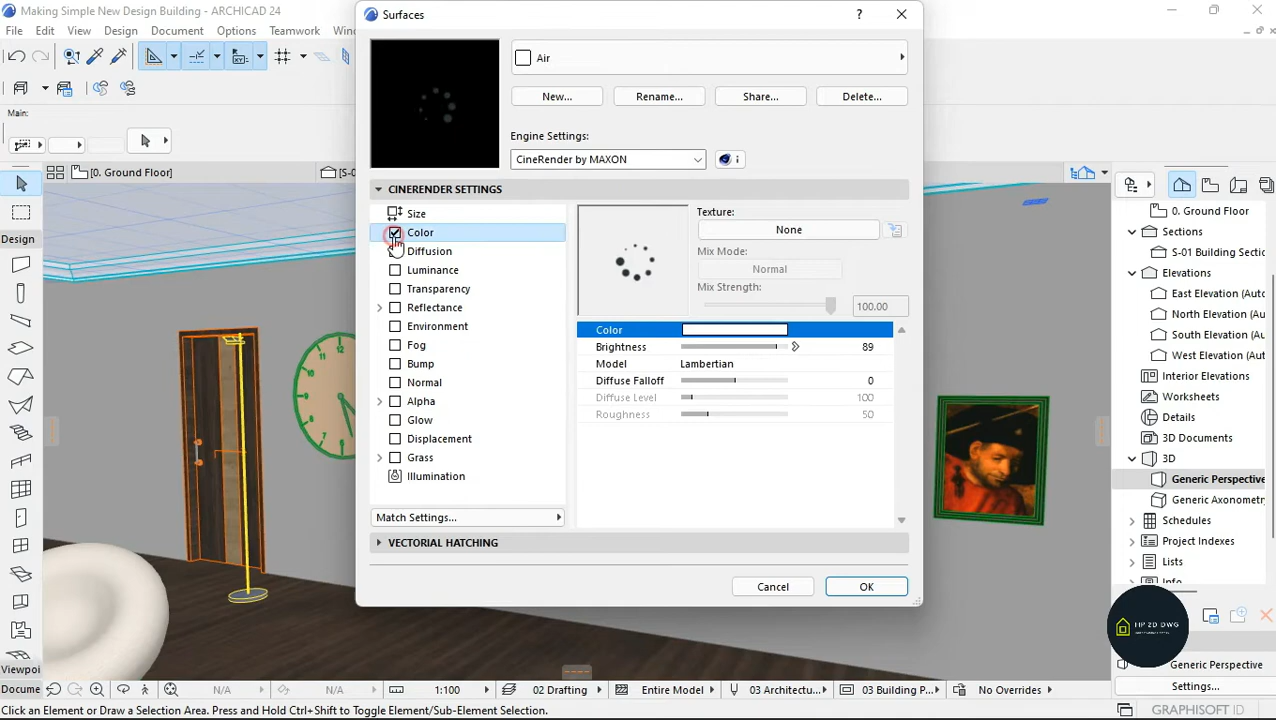 Making Simple New Design Building - ARCHICAD 24
File Edit View Design Document Options Teamwork
Main:
[0. Ground Floor]
Design
Viewpoi
Docume
Surfaces
?
Air
New...
Rename...
Share...
Delete...
Engine Settings:
CineRender by MAXON
i
CINERENDER SETTINGS
Size
Color
Diffusion
Luminance
Transparency
Reflectance
Environment
Fog
Bump
Normal
Alpha
Glow
Displacement
Grass
Illumination
Match Settings...
Texture:
None
Mix Mode:
Normal
Mix Strength:
100.00
Color
Brightness 89
Model Lambertian
Diffuse Falloff 0
Diffuse Level 100
Roughness 50
VECTORIAL HATCHING
Cancel
OK
0. Ground Floor
Sections
S-01 Building Secti
Elevations
East Elevation (Aut
North Elevation (Au
South Elevation (Au
West Elevation (Aut
Interior Elevations
Worksheets
Details
3D Documents
3D
Generic Perspective
Generic Axonometr
Schedules
Project Indexes
Lists
Info
HP 2D DWG
Generic Perspective
Settings...
N/A
N/A
1:100
02 Drafting
Entire Model
03 Architectu...
03 Building P...
No Overrides
Click an Element or Draw a Selection Area. Press and Hold Ctrl+Shift to Toggle Element/Sub-Element Selection.
GRAPHISOFT ID